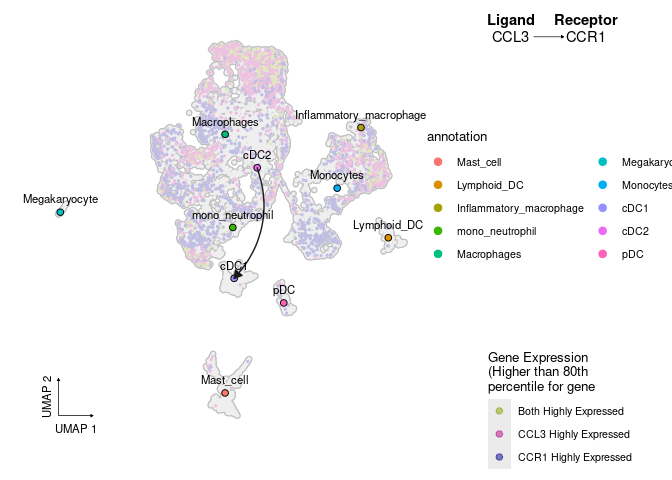 Ligand Receptor
CCL3 CCR1
Macrophages
Inflammatory_macrophage
cDC2
Monocytes
Megakaryocyte
mono_neutrophil
Lymphoid_DC
cDC1
pDC
Mast_cell
UMAP 2
UMAP 1
annotation
Mast_cell
Lymphoid_DC
Inflammatory_macrophage
mono_neutrophil
Macrophages
Megakaryo
Monocytes
cDC1
cDC2
pDC
Gene Expression
(Higher than 80th
percentile for gene
Both Highly Expressed
CCL3 Highly Expressed
CCR1 Highly Expressed